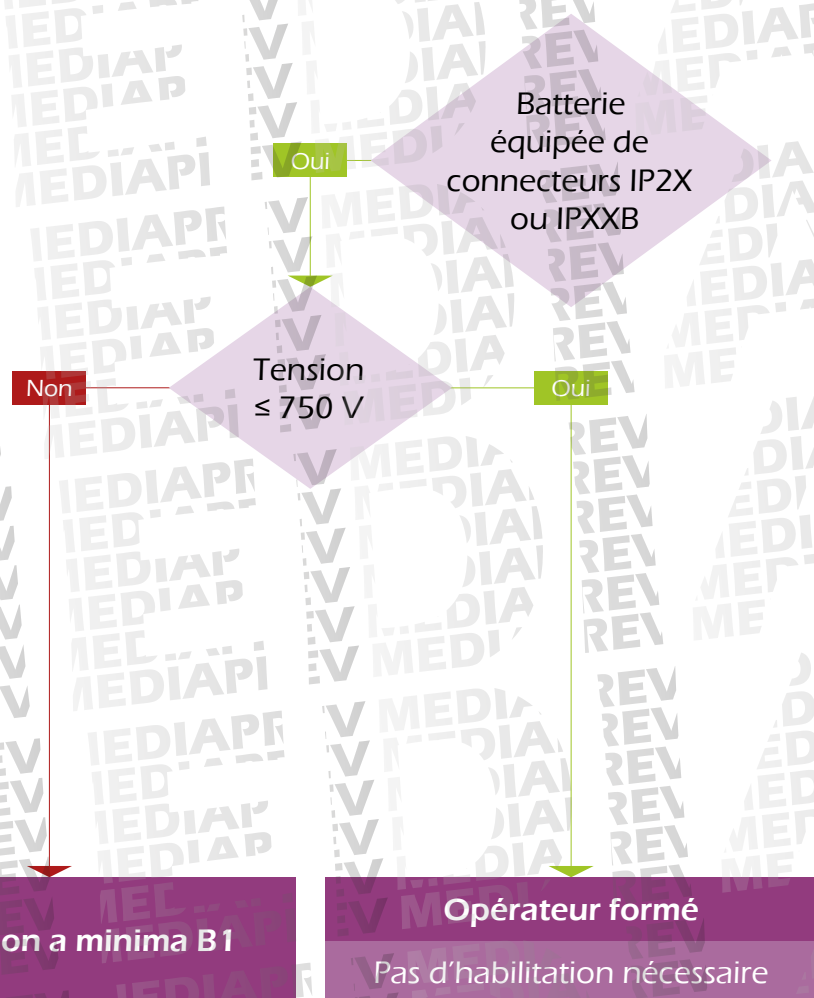 Batterie
équipée de
connecteurs IP2X
ou IPXXB
Oui
Tension
≤ 750 V
Non
Oui
on a minima B1
Opérateur formé
Pas d'habilitation nécessaire